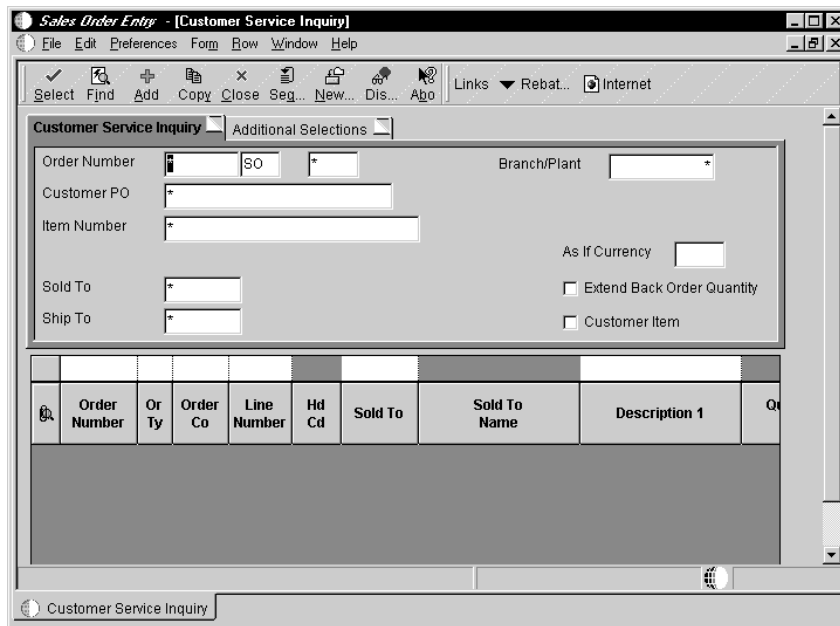 Sales Order Entry - [Customer Service Inquiry]
File Edit Preferences Form Row Window Help
Select Find Add Copy Close Seq... New... Dis... Abo Links Rebat... Internet
Customer Service Inquiry Additional Selections
Order Number * SO * Branch/Plant *
Customer PO *
Item Number *
As If Currency
Sold To * Extend Back Order Quantity
Ship To * Customer Item
Order Number Or Ty Order Co Line Number Hd Cd Sold To Sold To Name Description 1
Customer Service Inquiry